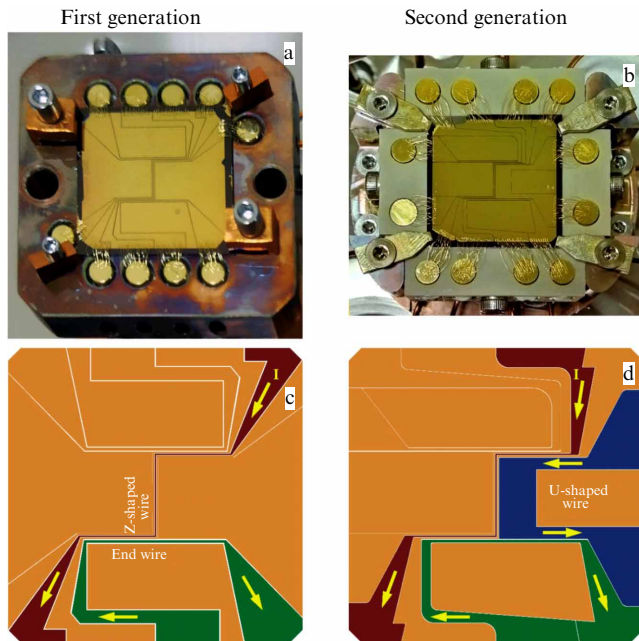 First generation
Second generation
a
b
c
I
Z-shaped
wire
End wire
d
I
U-shaped
wire